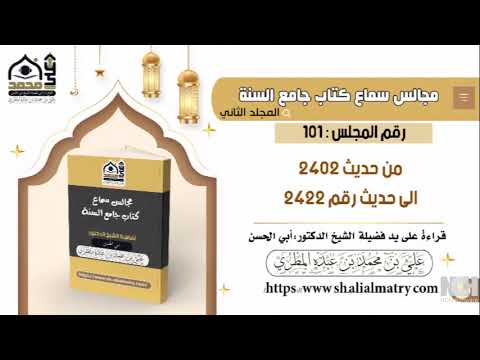 مجالس سماع كتاب جامع السنة
المجلد الثاني
رقم المجلس : 101
من حديث 2402
الى حديث رقم 2422
قراءة على يد فضيلة الشيخ الدكتور: أبي الحسن
علي بن محمد بن عبده المطري
https://www.shalialmatry.com
محمد
مجالس سماع
كتاب جامع السنة